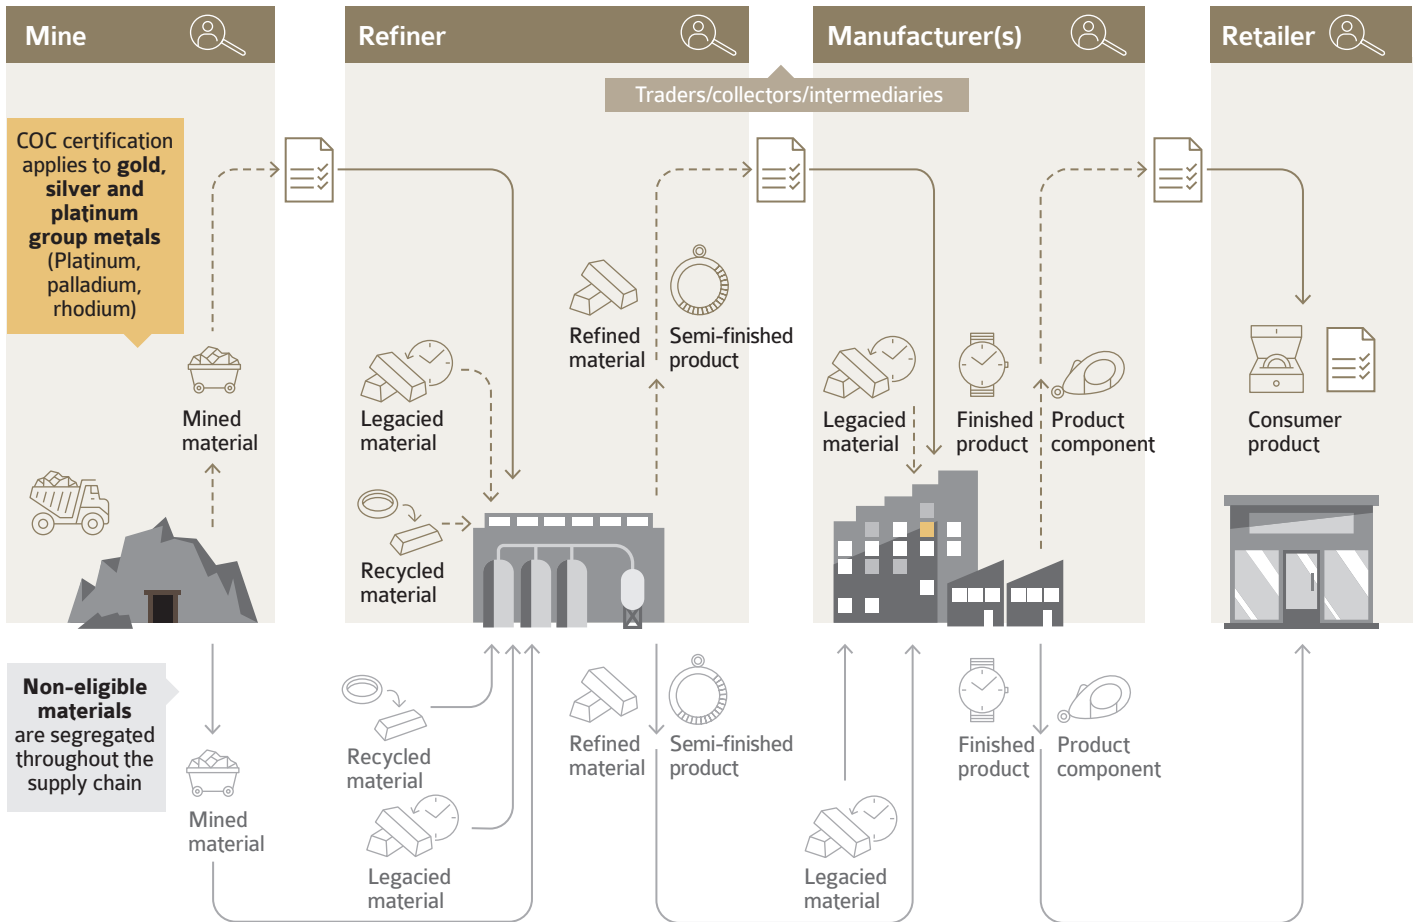 Mine
Refiner
Manufacturer(s)
Retailer
Traders/collectors/intermediaries
COC certification
applies to gold,
silver and
platinum
group metals
(Platinum,
palladium,
rhodium)
Mined
material
Legacied
material
Recycled
material
Refined
material
Semi-finished
product
Legacied
material
Finished
product
Product
component
Consumer
product
Non-eligible
materials
are segregated
throughout the
supply chain
Mined
material
Recycled
material
Legacied
material
Refined
material
Semi-finished
product
Legacied
material
Finished
product
Product
component